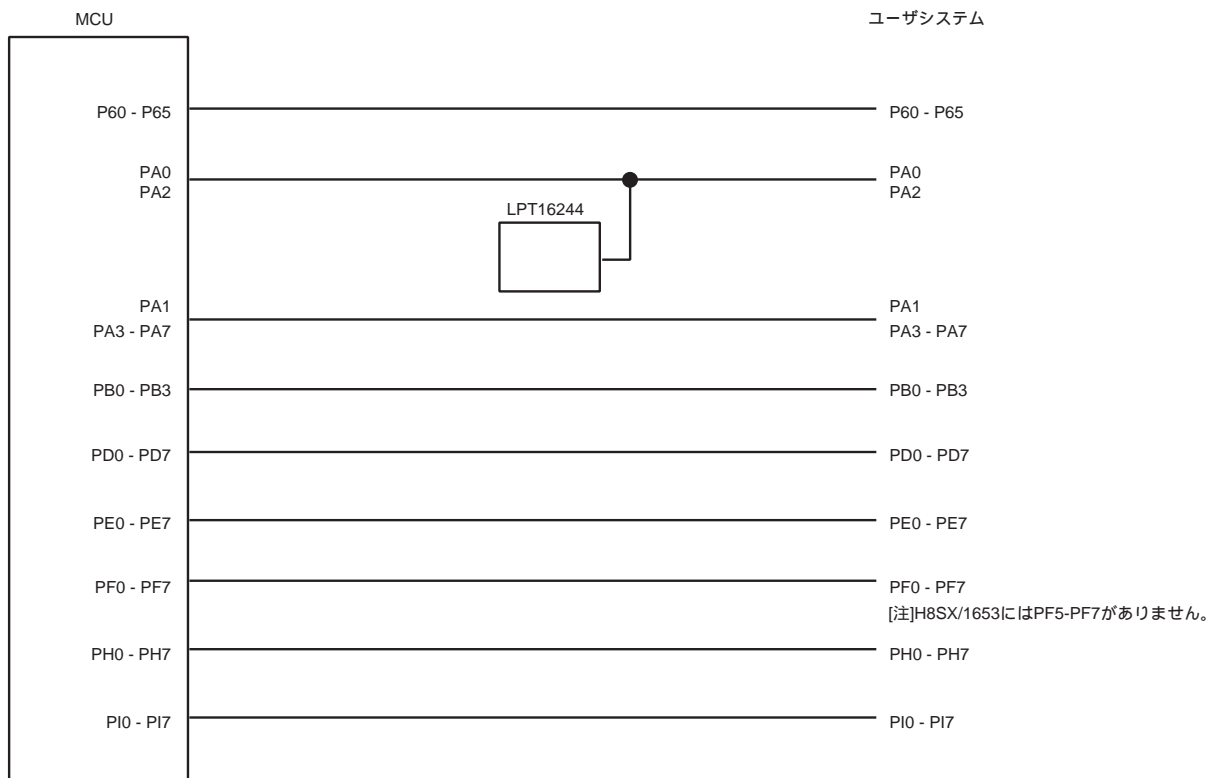 MCU
ユーザシステム
P60 - P65
P60 - P65
PA0
PA2
PA0
PA2
LPT16244
PA1
PA3 - PA7
PA1
PA3 - PA7
PB0 - PB3
PB0 - PB3
PD0 - PD7
PD0 - PD7
PE0 - PE7
PE0 - PE7
PF0 - PF7
PF0 - PF7
[注]H8SX/1653にはPF5-PF7がありません。
PH0 - PH7
PH0 - PH7
PI0 - PI7
PI0 - PI7